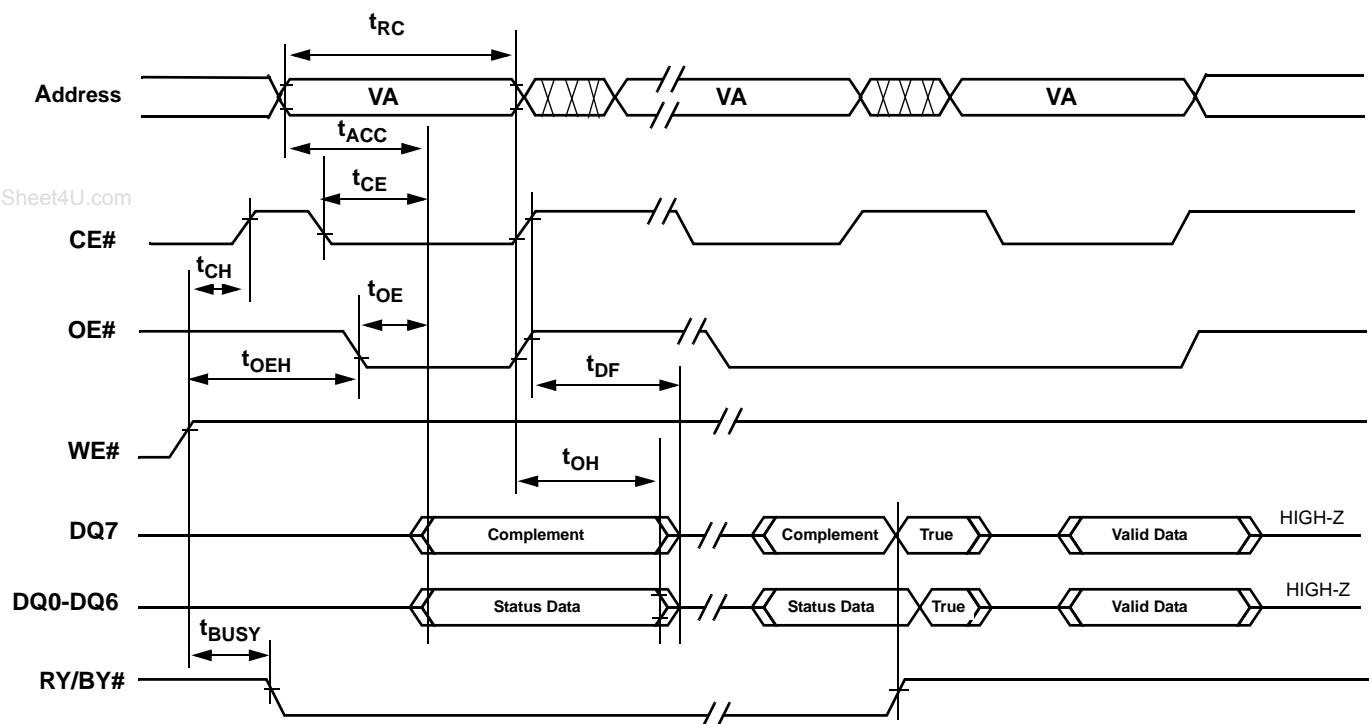 tRC
Address
VA
VA
VA
tACC
Sheet4U.com
tCE
CE#
tCH
tOE
OE#
tOEH
tDF
WE#
tOH
DQ7
Complement
Complement
True
Valid Data
HIGH-Z
DQ0-DQ6
Status Data
Status Data
True
Valid Data
HIGH-Z
tBUSY
RY/BY#